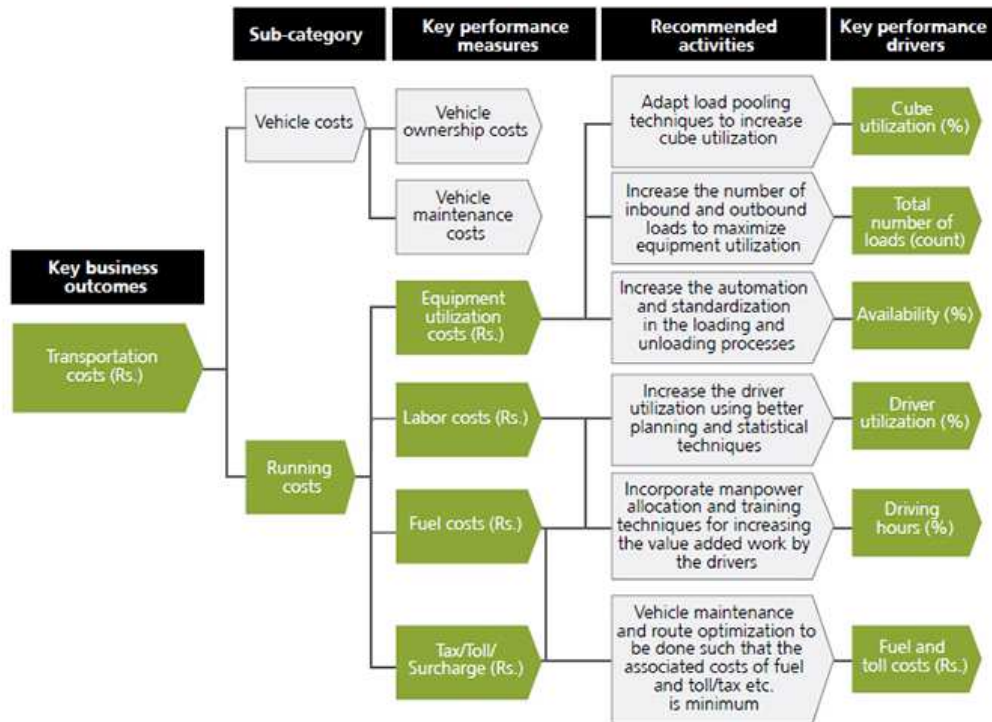 Sub-category
Key performance
measures
Recommended
activities
Key performance
drivers
Key business
outcomes
Transportation
costs (Rs.)
Vehicle costs
Running
costs
Vehicle
ownership costs
Vehicle
maintenance
costs
Equipment
utilization
costs (Rs.)
Labor costs (Rs.)
Fuel costs (Rs.)
Tax/Toll/
Surcharge (Rs.)
Adapt load pooling
techniques to increase
cube utilization
Increase the number of
inbound and outbound
loads to maximize
equipment utilization
Increase the automation
and standardization
in the loading and
unloading processes
Increase the driver
utilization using better
planning and statistical
techniques
Incorporate manpower
allocation and training
techniques for increasing
the value added work by
the drivers
Vehicle maintenance
and route optimization to
be done such that the
associated costs of fuel
and toll/tax etc.
is minimum
Cube
utilization (%)
Total
number of
loads (count)
Availability (%)
Driver
utilization (%)
Driving
hours (%)
Fuel and
toll costs (Rs.)